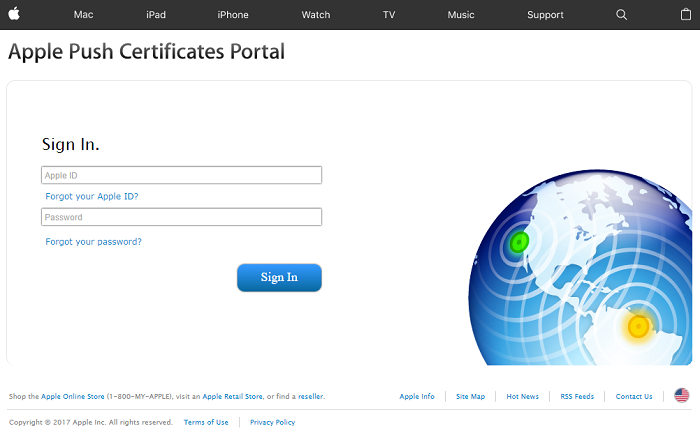 Mac iPad iPhone Watch TV Music Support
Apple Push Certificates Portal
Sign In.
Apple ID
Forgot your Apple ID?
Password
Forgot your password?
Sign In
Shop the Apple Online Store (1-800-MY-APPLE), visit an Apple Retail Store, or find a reseller. Apple Info Site Map Hot News RSS Feeds Contact Us
Copyright © 2017 Apple Inc. All rights reserved. Terms of Use Privacy Policy